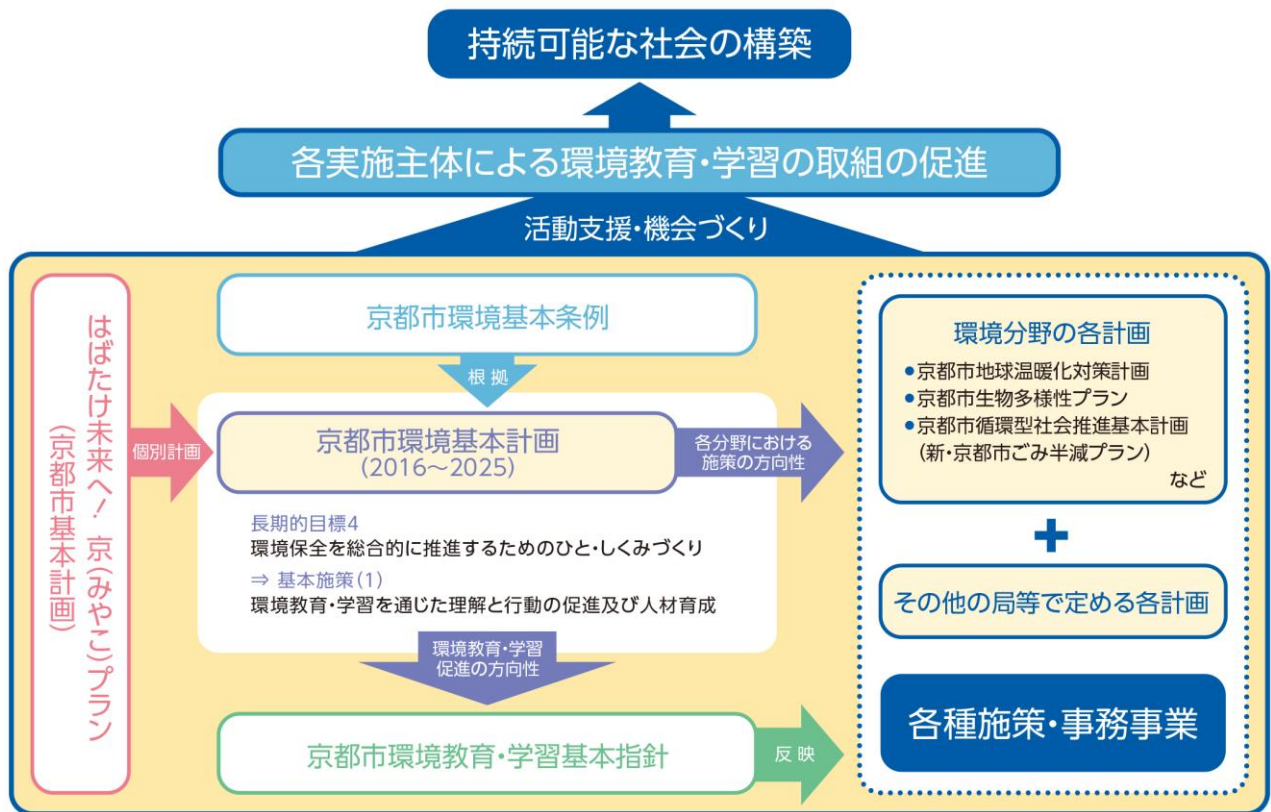 持続可能な社会の構築
各実施主体による環境教育・学習の取組の促進
活動支援・機会づくり
はばたけ未来へ！ 京(みやこ)プラン
(京都市基本計画)
個別計画
京都市環境基本条例
根拠
京都市環境基本計画
(2016～2025)
長期的目標4
環境保全を総合的に推進するためのひと・しくみづくり
⇒ 基本施策(1)
環境教育・学習を通じた理解と行動の促進及び人材育成
各分野における
施策の方向性
環境教育・学習
促進の方向性
京都市環境教育・学習基本指針
反映
環境分野の各計画
●京都市地球温暖化対策計画
●京都市生物多様性プラン
●京都市循環型社会推進基本計画
(新・京都市ごみ半減プラン)
など
+
その他の局等で定める各計画
各種施策・事務事業